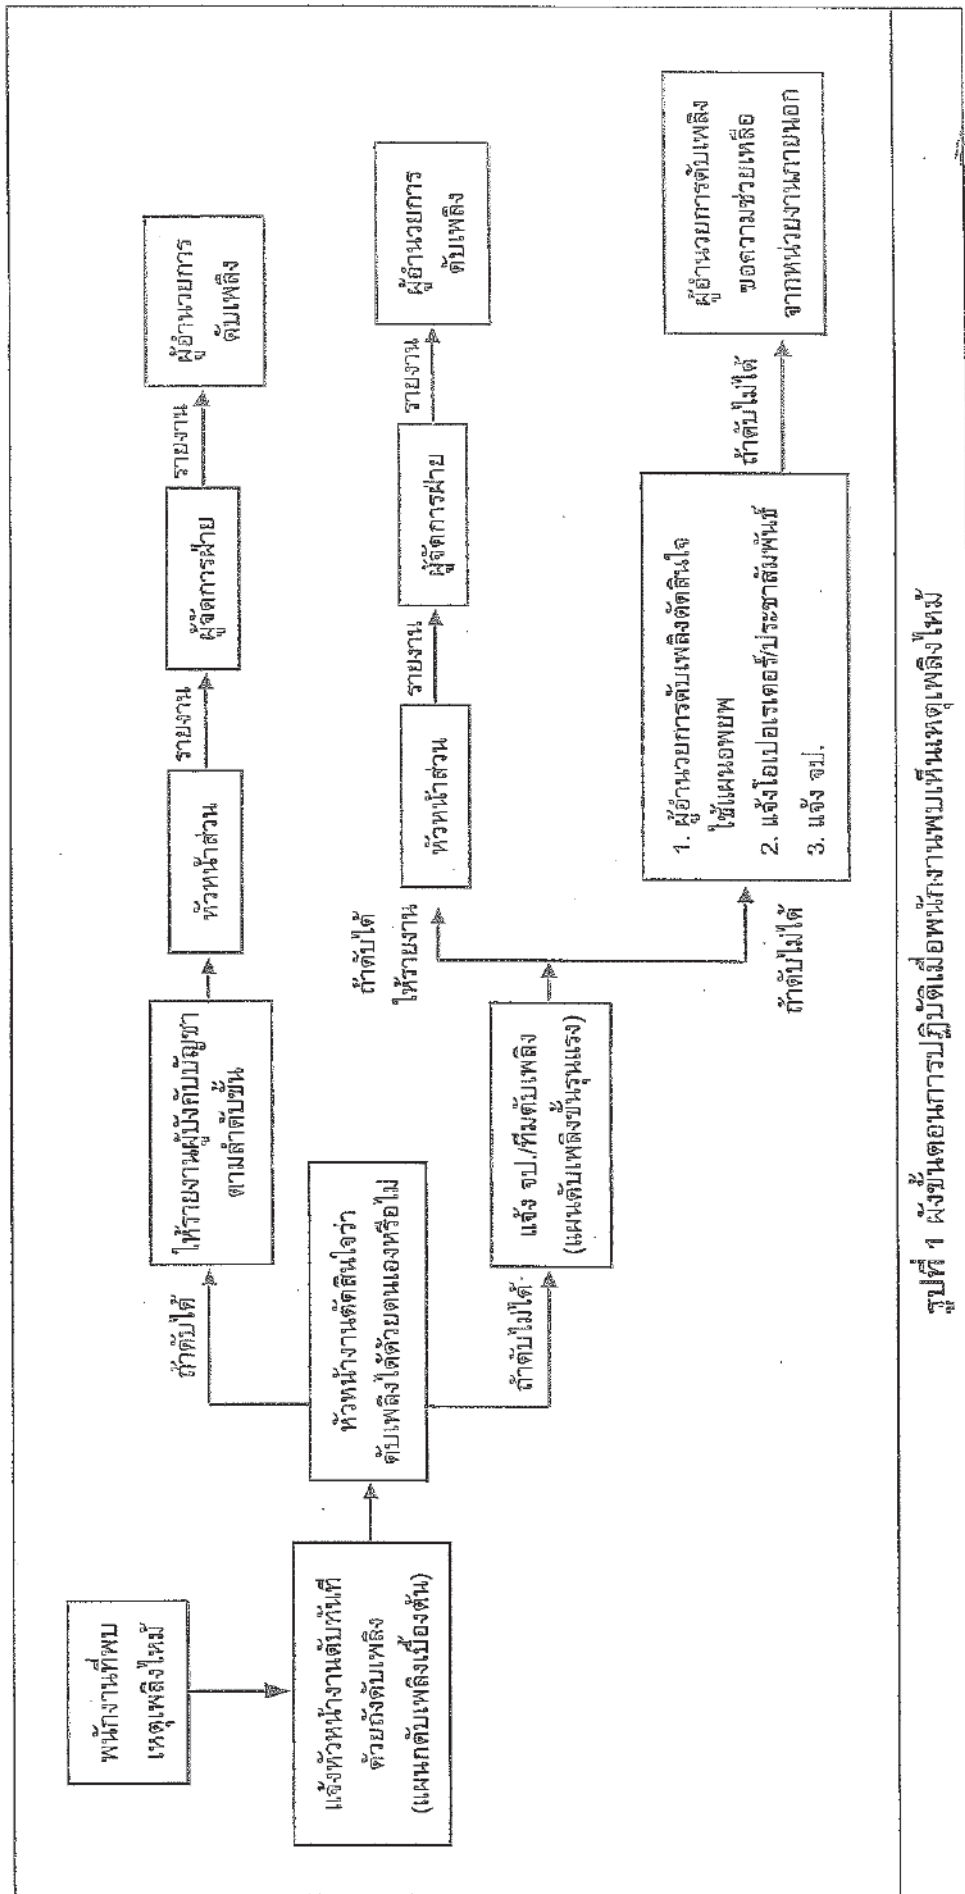 พนักงานที่พบ
เหตุเพลิงไหม้
แจ้งหัวหน้างานดับทันที
ด้วยถังดับเพลิง
(แผนกดับเพลิงเบื้องต้น)
หัวหน้างานตัดสินใจว่า
ดับเพลิงได้ด้วยตนเองหรือไม่
ถ้าดับได้
ให้รายงานผู้บังคับบัญชา
ตามลำดับชั้น
หัวหน้าส่วน
รายงาน
ผู้จัดการฝ่าย
รายงาน
ผู้อำนวยการ
ดับเพลิง
ถ้าดับไม่ได้
แจ้ง จป./ทีมดับเพลิง
(แผนดับเพลิงขั้นรุนแรง)
ถ้าดับได้
ให้รายงาน
หัวหน้าส่วน
รายงาน
ผู้จัดการฝ่าย
รายงาน
ผู้อำนวยการ
ดับเพลิง
ถ้าดับไม่ได้
1. ผู้อำนวยการดับเพลิงตัดสินใจ
ใช้แผนอพยพ
2. แจ้งโอเปอเรเตอร์/ประชาสัมพันธ์
3. แจ้ง จป.
ถ้าดับไม่ได้
ผู้อำนวยการดับเพลิง
ขอความช่วยเหลือ
จากหน่วยงานภายนอก
รูปที่ 1 ผังขั้นตอนการปฏิบัติเมื่อพนักงานพบเห็นเหตุเพลิงไหม้